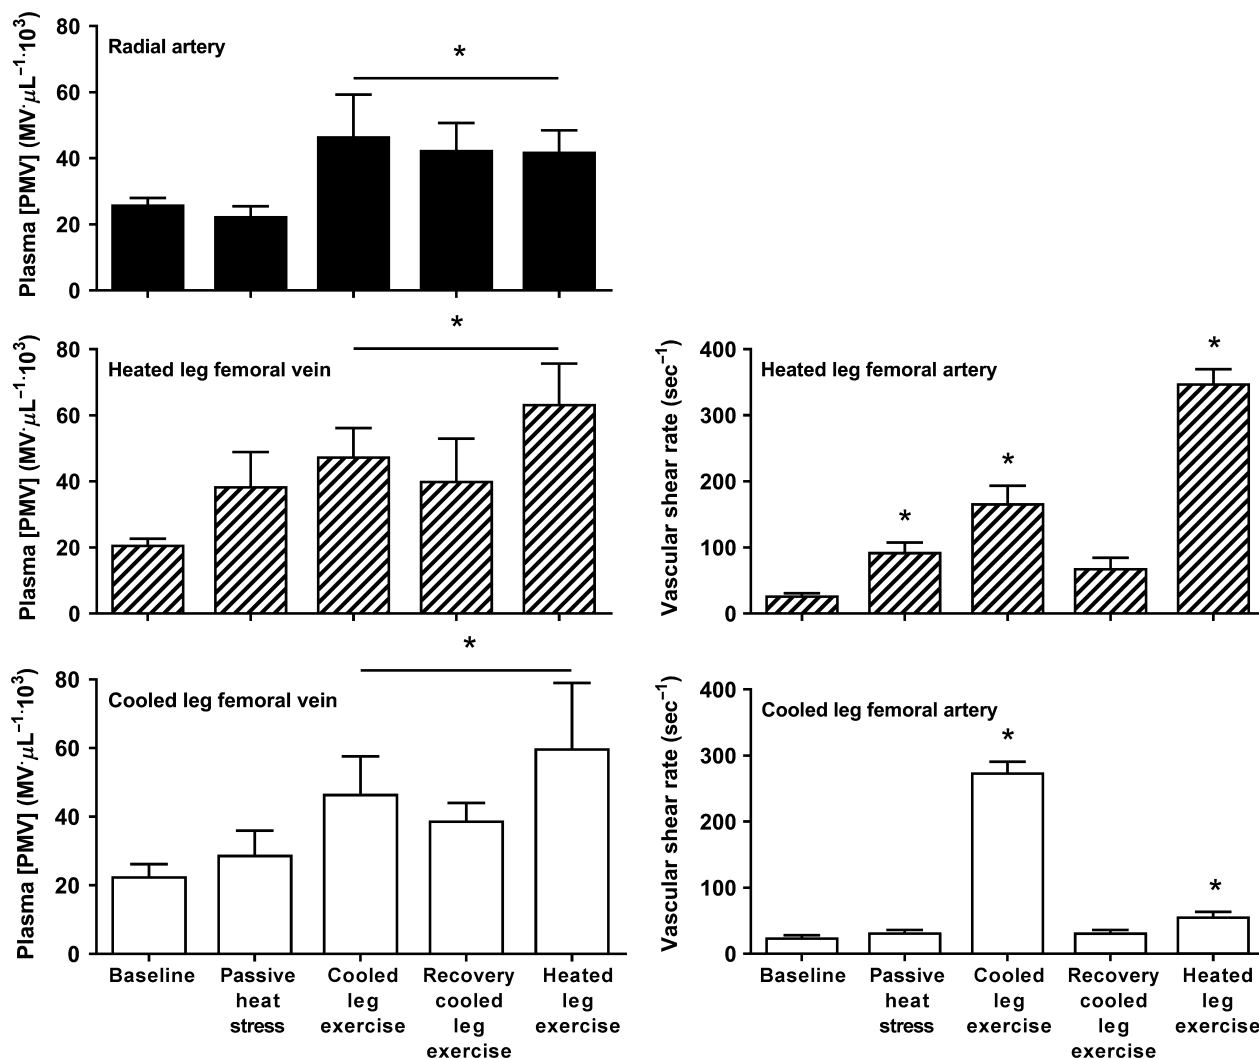 Plasma [PMV] (MV·μL⁻¹·10³)
80
60
40
20
0
Radial artery
*
Plasma [PMV] (MV·μL⁻¹·10³)
80
60
40
20
0
Heated leg femoral vein
*
Vascular shear rate (sec⁻¹)
400
300
200
100
0
Heated leg femoral artery
*
*
*
Plasma [PMV] (MV·μL⁻¹·10³)
80
60
40
20
0
Cooled leg femoral vein
*
Baseline
Passive
heat
stress
Cooled
leg
exercise
Recovery
cooled
leg
exercise
Heated
leg
exercise
Vascular shear rate (sec⁻¹)
400
300
200
100
0
Cooled leg femoral artery
*
*
Baseline
Passive
heat
stress
Cooled
leg
exercise
Recovery
cooled
leg
exercise
Heated
leg
exercise